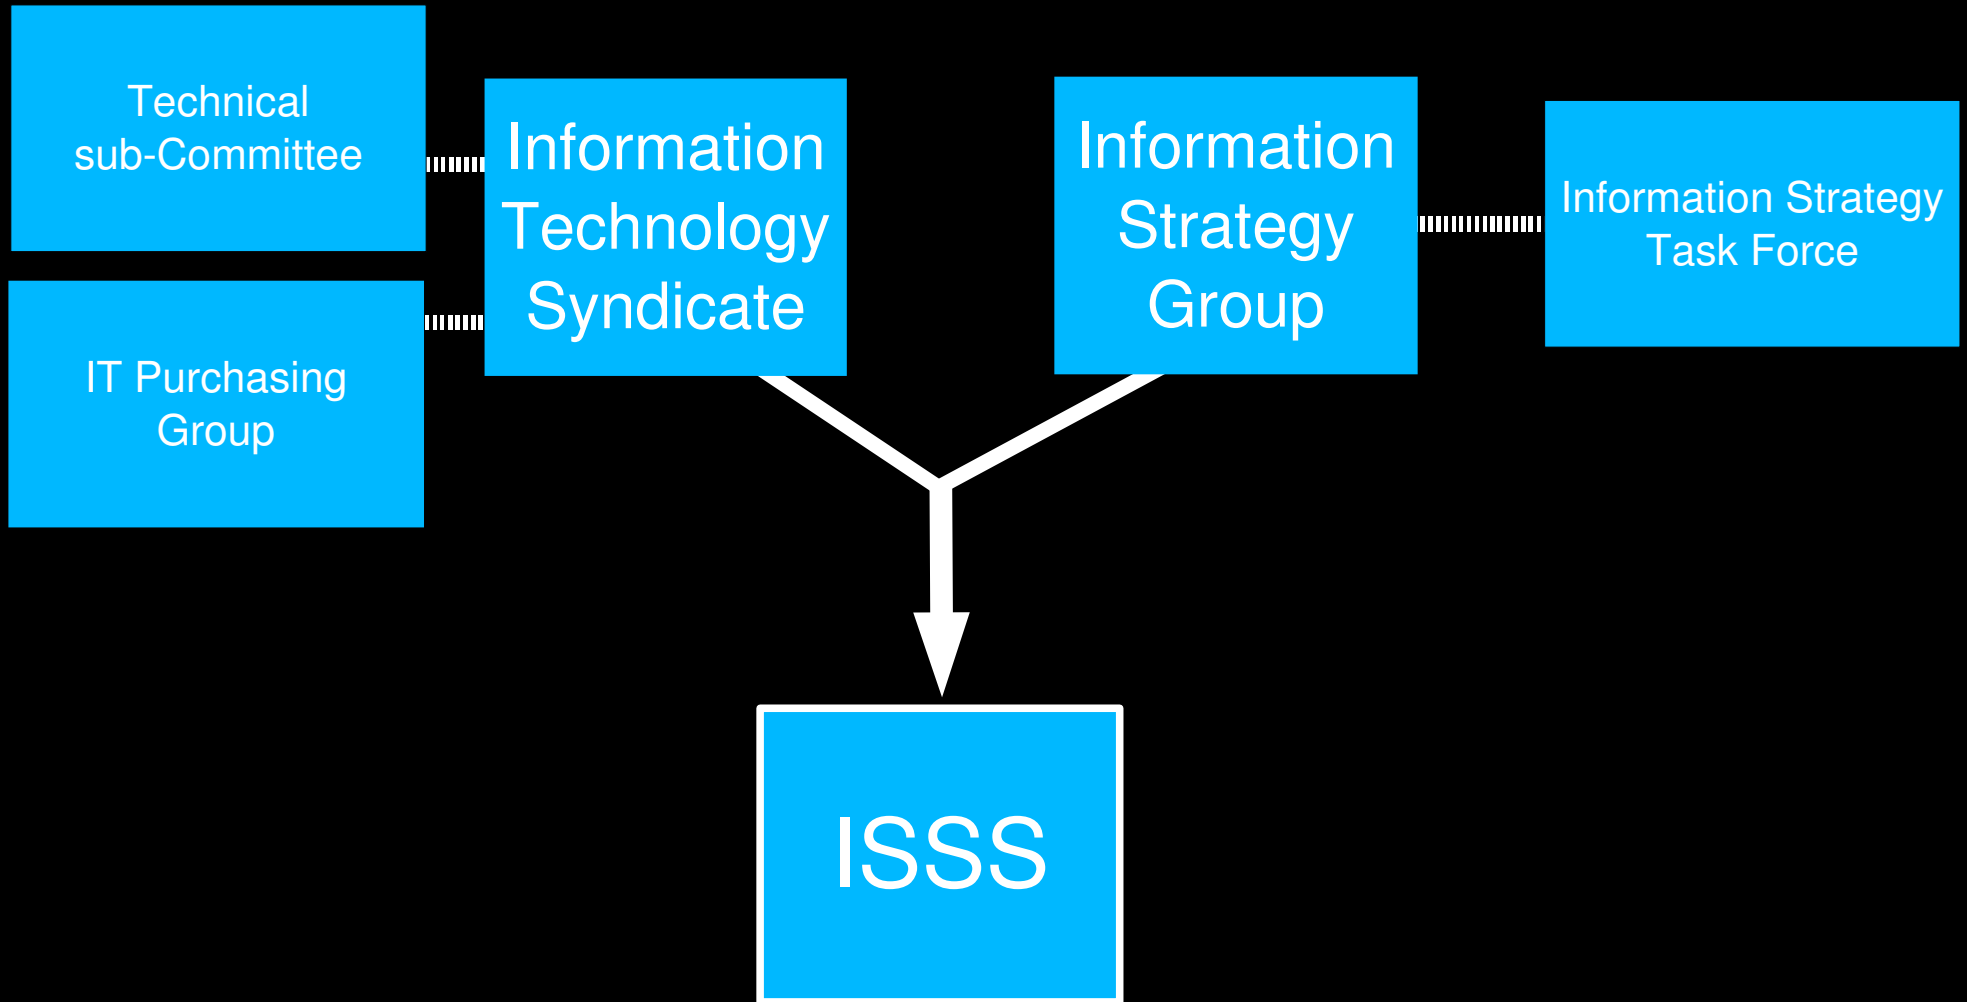 Technical
sub-Committee
IT Purchasing
Group
Information
Technology
Syndicate
Information
Strategy
Group
Information Strategy
Task Force
ISSS